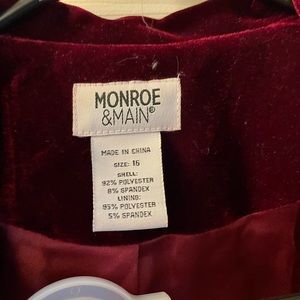 MONROE
&MAIN®
MADE IN CHINA
SIZE: 16
SHELL:
92% POLYESTER
8% SPANDEX
LINING:
95% POLYESTER
5% SPANDEX